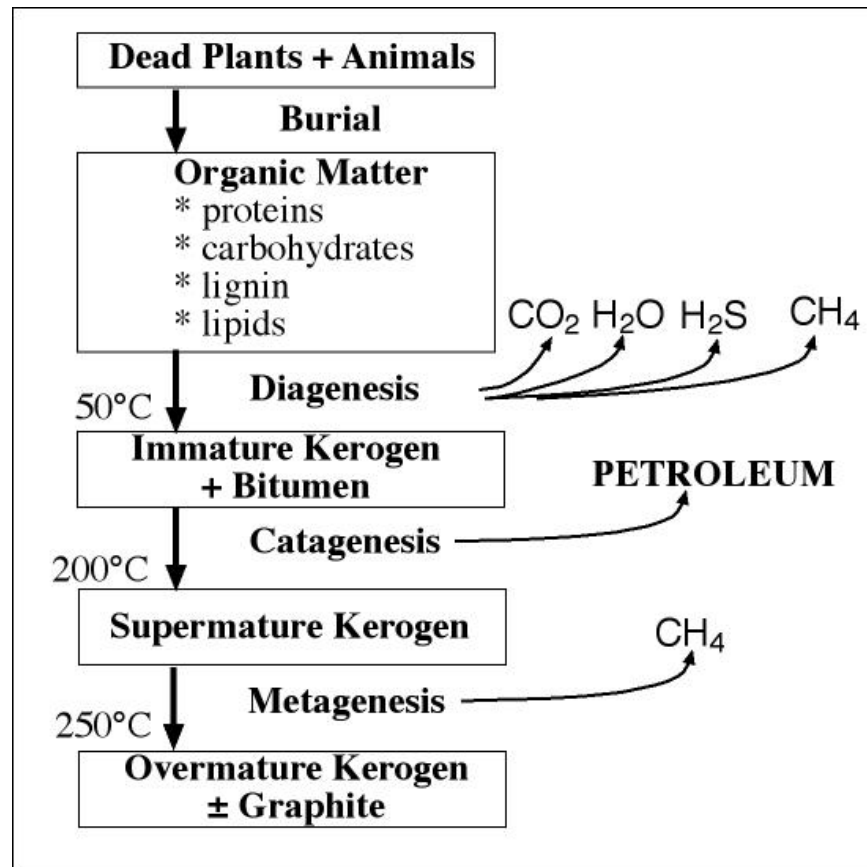 Dead Plants + Animals
Burial
Organic Matter
* proteins
* carbohydrates
* lignin
* lipids
CO₂ H₂O H₂S CH₄
Diagenesis
50°C
Immature Kerogen
+ Bitumen
PETROLEUM
Catagenesis
200°C
Supermature Kerogen
CH₄
Metagenesis
250°C
Overmature Kerogen
± Graphite